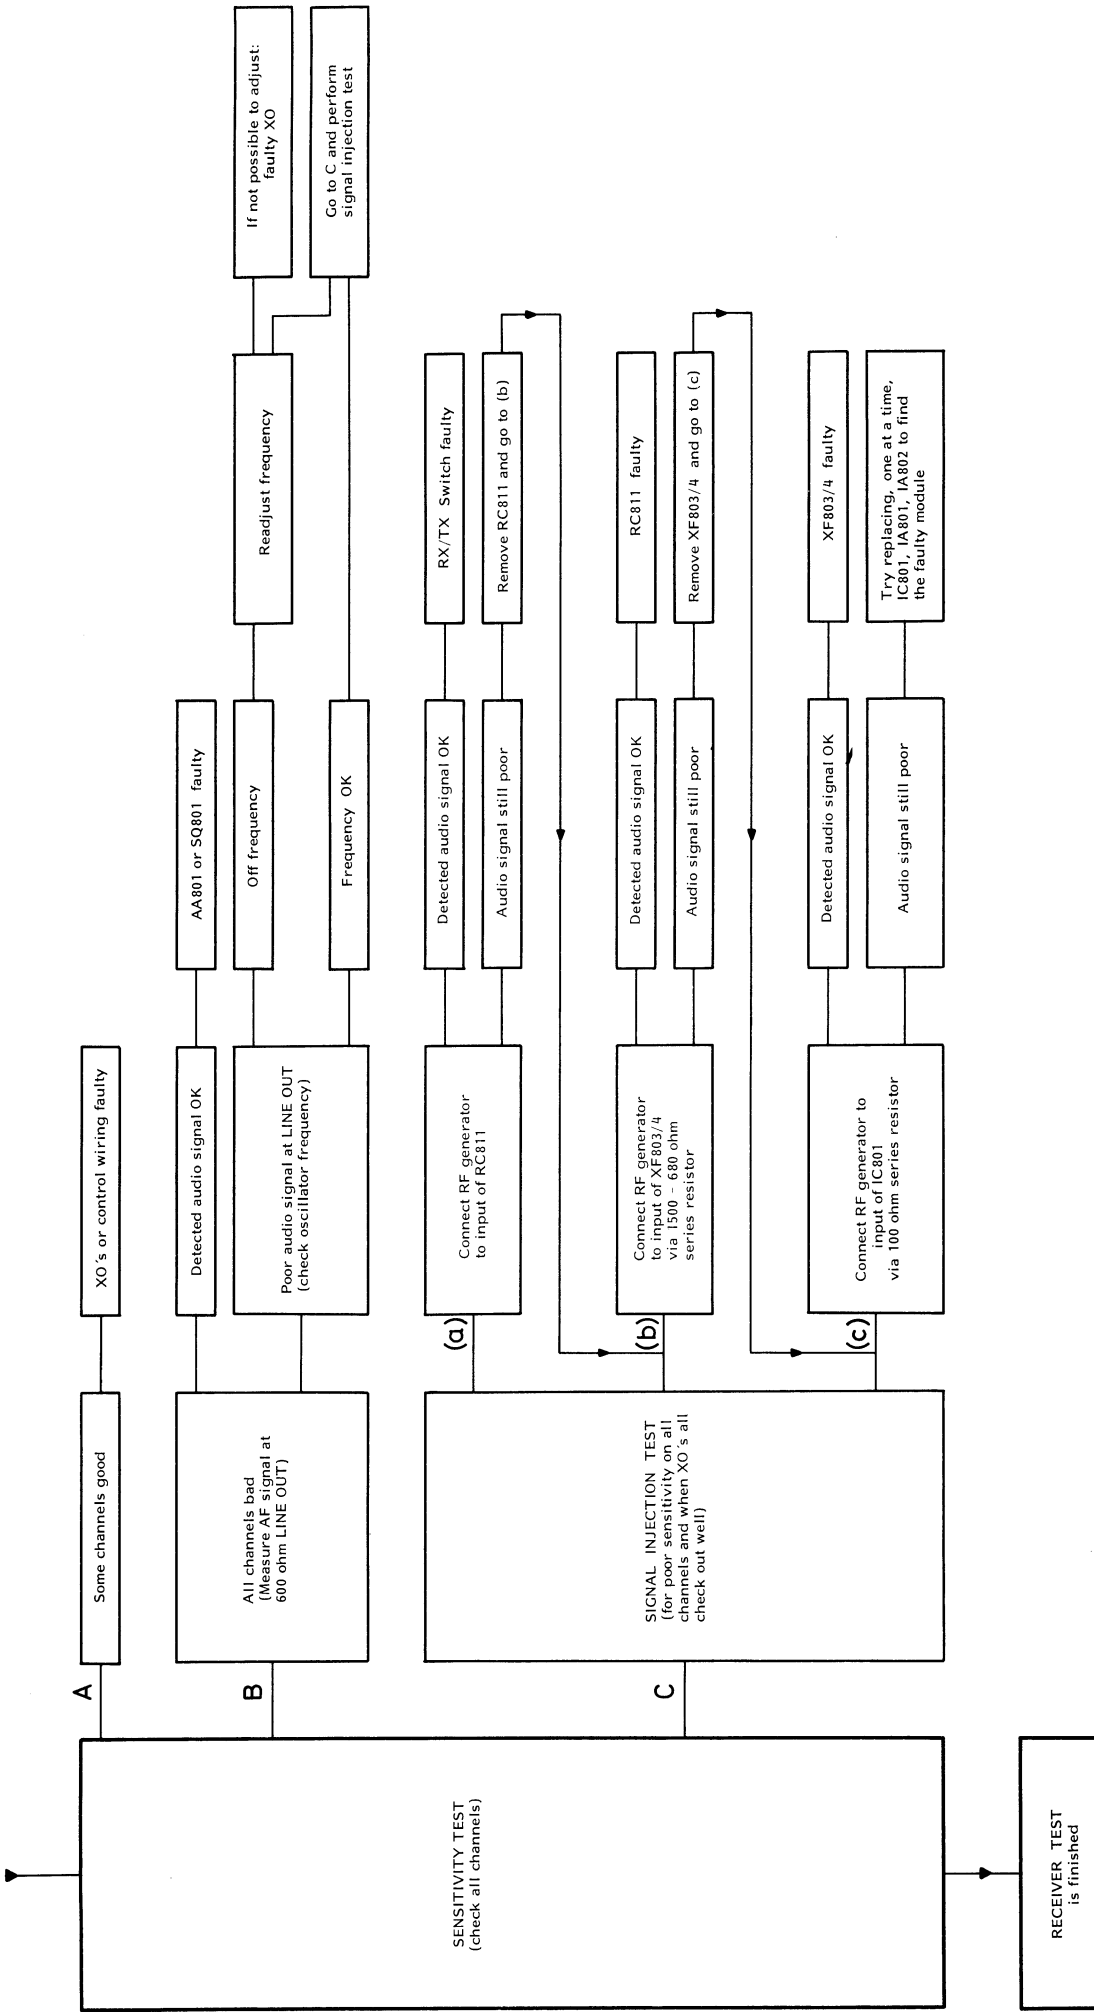 SENSITIVITY TEST
(check all channels)
A
Some channels good
XO's or control wiring faulty
B
All channels bad
(Measure AF signal at
600 ohm LINE OUT)
Detected audio signal OK
AA801 or SQ801 faulty
Poor audio signal at LINE OUT
(check oscillator frequency)
Off frequency
Readjust frequency
If not possible to adjust:
faulty XO
Frequency OK
Go to C and perform
signal injection test
C
SIGNAL INJECTION TEST
(for poor sensitivity on all
channels and when XO's all
check out well)
(a)
Connect RF generator
to input of RC811
Detected audio signal OK
RX/TX Switch faulty
Audio signal still poor
Remove RC811 and go to (b)
(b)
Connect RF generator
to input of XF803/4
via 1500 - 680 ohm
series resistor
Detected audio signal OK
RC811 faulty
Audio signal still poor
Remove XF803/4 and go to (c)
(c)
Connect RF generator to
input of IC801
via 100 ohm series resistor
Detected audio signal OK
XF803/4 faulty
Audio signal still poor
Try replacing, one at a time,
IC801, IA801, IA802 to find
the faulty module
RECEIVER TEST
is finished